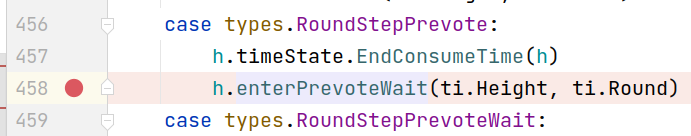 456 case types.RoundStepPrevote:
457 h.timeState.EndConsumeTime(h)
458 h.enterPrevoteWait(ti.Height, ti.Round)
459 case types.RoundStepPrevoteWait: